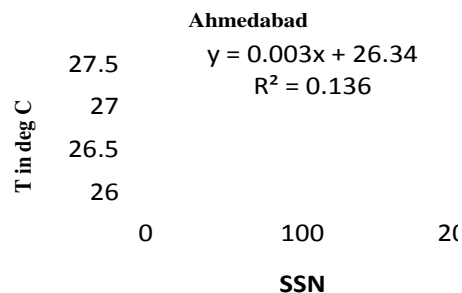 Ahmedabad
y = 0.003x + 26.34
R² = 0.136
27.5
27
26.5
26
T in deg C
0 100 20
SSN